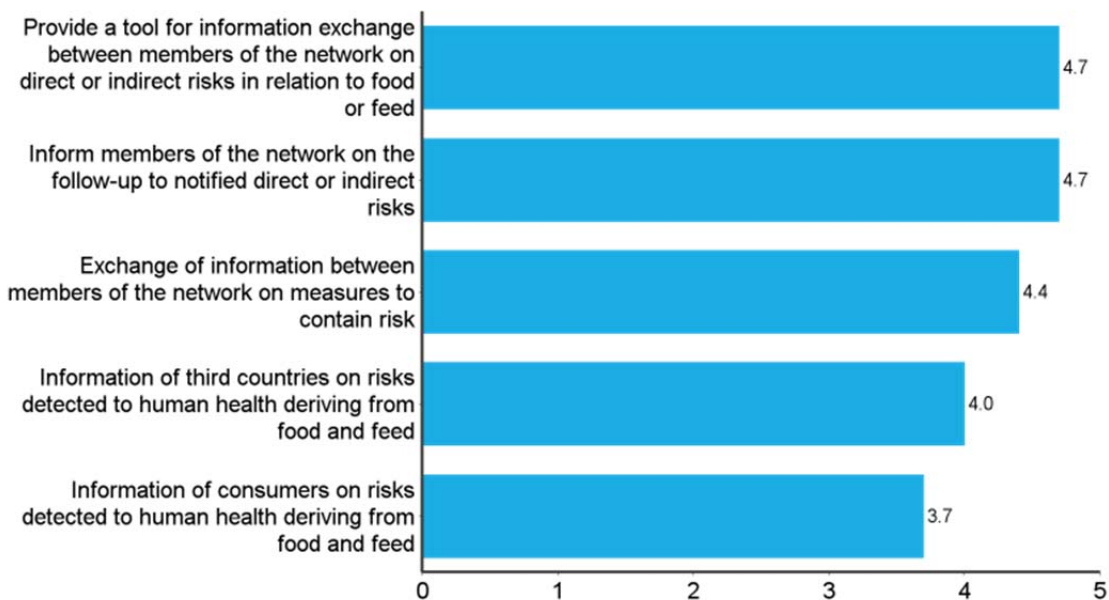 Provide a tool for information exchange
between members of the network on
direct or indirect risks in relation to food
or feed
4.7
Inform members of the network on the
follow-up to notified direct or indirect
risks
4.7
Exchange of information between
members of the network on measures to
contain risk
4.4
Information of third countries on risks
detected to human health deriving from
food and feed
4.0
Information of consumers on risks
detected to human health deriving from
food and feed
3.7
0 1 2 3 4 5